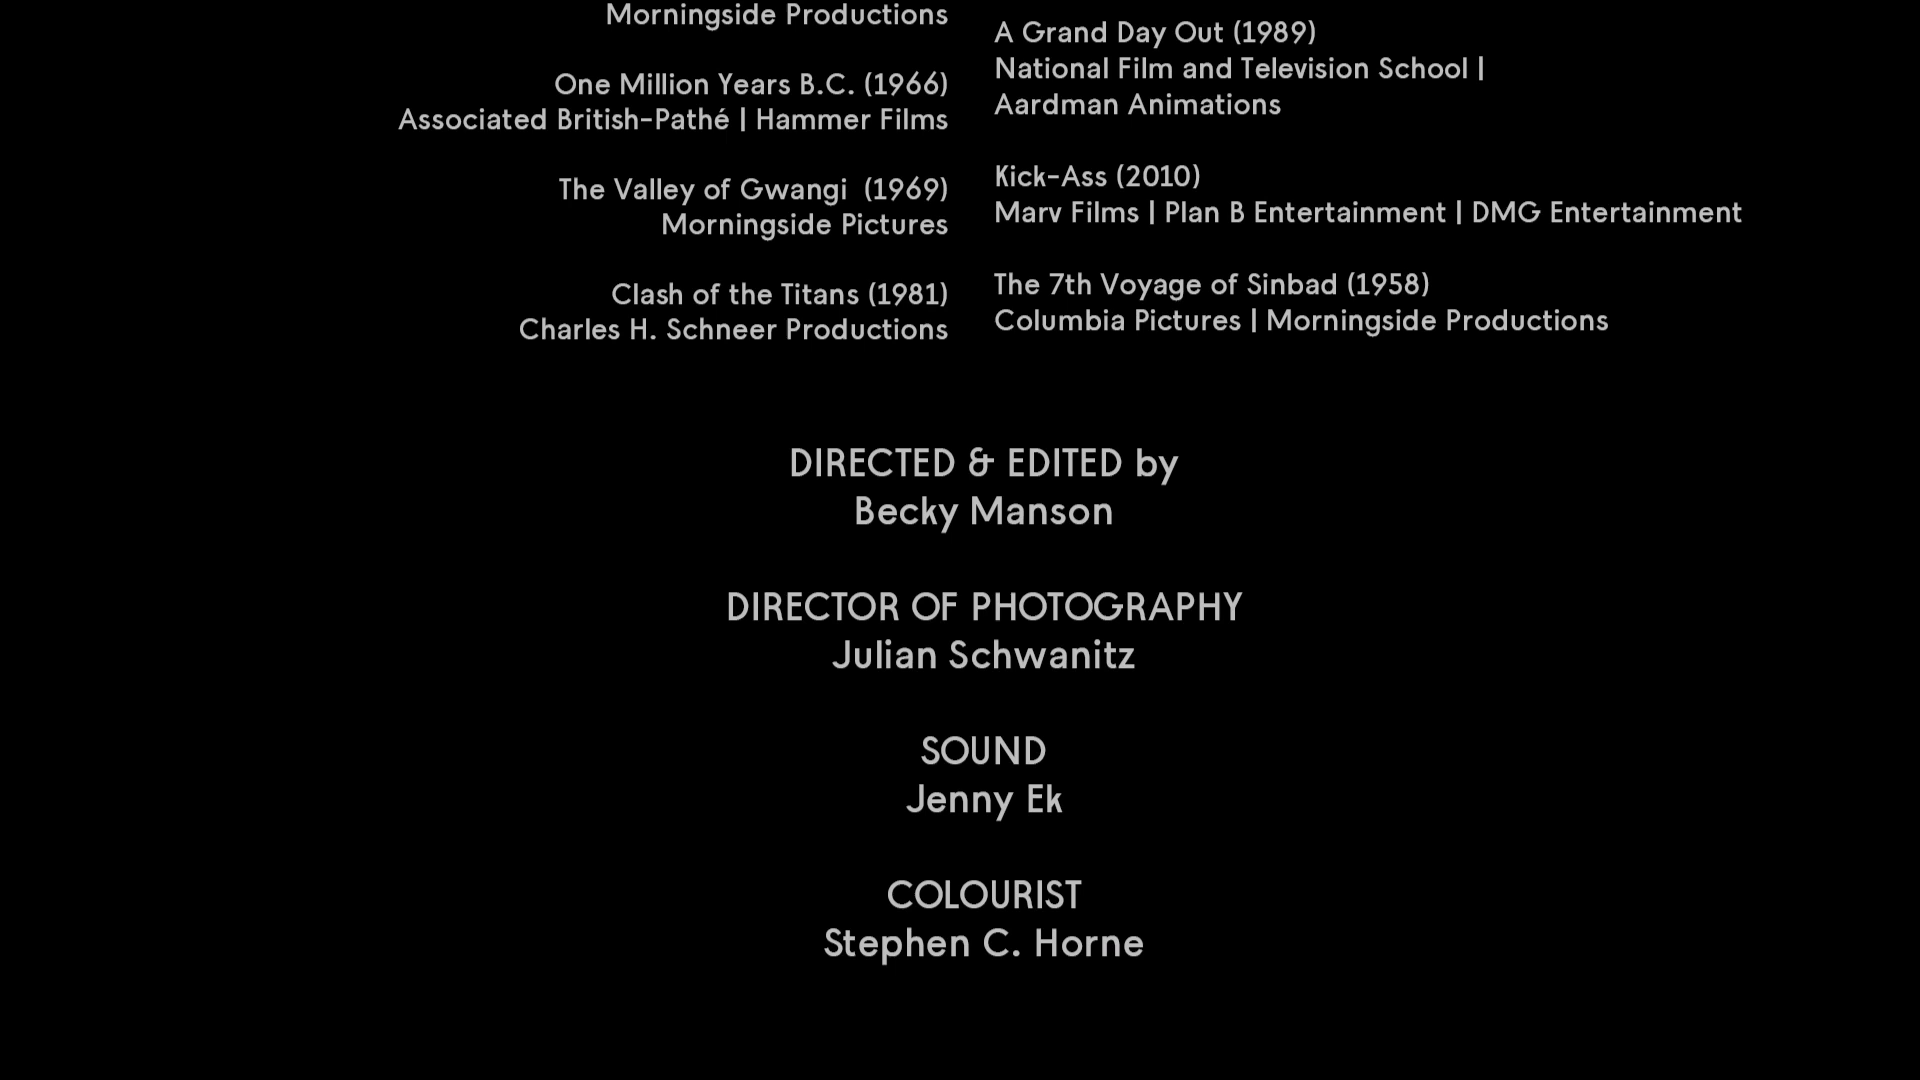 Morningside Productions
One Million Years B.C. (1966)
Associated British-Pathé | Hammer Films
The Valley of Gwangi  (1969)
Morningside Pictures
Clash of the Titans (1981)
Charles H. Schneer Productions
A Grand Day Out (1989)
National Film and Television School |
Aardman Animations
Kick-Ass (2010)
Marv Films | Plan B Entertainment | DMG Entertainment
The 7th Voyage of Sinbad (1958)
Columbia Pictures | Morningside Productions
DIRECTED & EDITED by
Becky Manson
DIRECTOR OF PHOTOGRAPHY
Julian Schwanitz
SOUND
Jenny Ek
COLOURIST
Stephen C. Horne